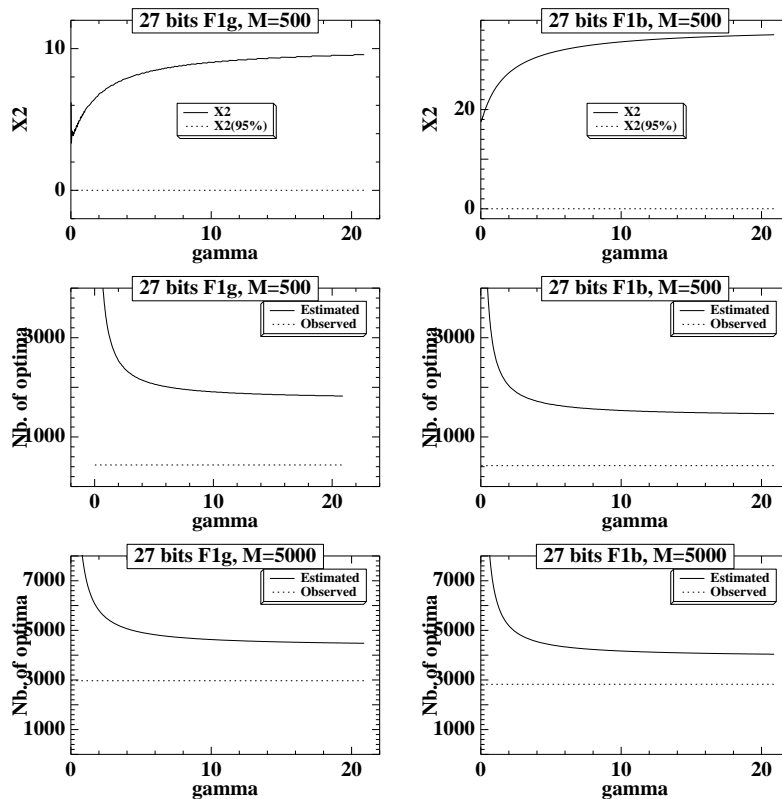 27 bits F1g, M=500
10
0
X2
X2
X2(95%)
0
10
20
gamma
27 bits F1b, M=500
20
0
X2
X2
X2(95%)
0
10
20
gamma
27 bits F1g, M=500
3000
1000
Nb. of optima
Estimated
Observed
0
10
20
gamma
27 bits F1b, M=500
3000
1000
Nb. of optima
Estimated
Observed
0
10
20
gamma
27 bits F1g, M=5000
7000
5000
3000
1000
Nb. of optima
Estimated
Observed
0
10
20
gamma
27 bits F1b, M=5000
7000
5000
3000
1000
Nb. of optima
Estimated
Observed
0
10
20
gamma